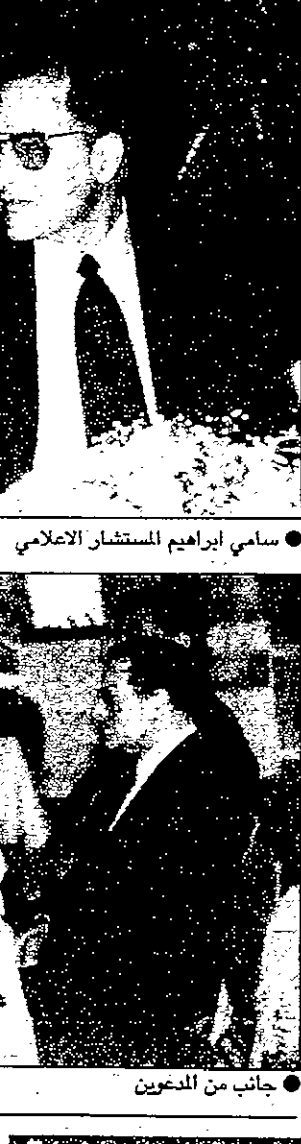 ● سامي ابراهيم المستشار الاعلامي
● جانب من المدعوين